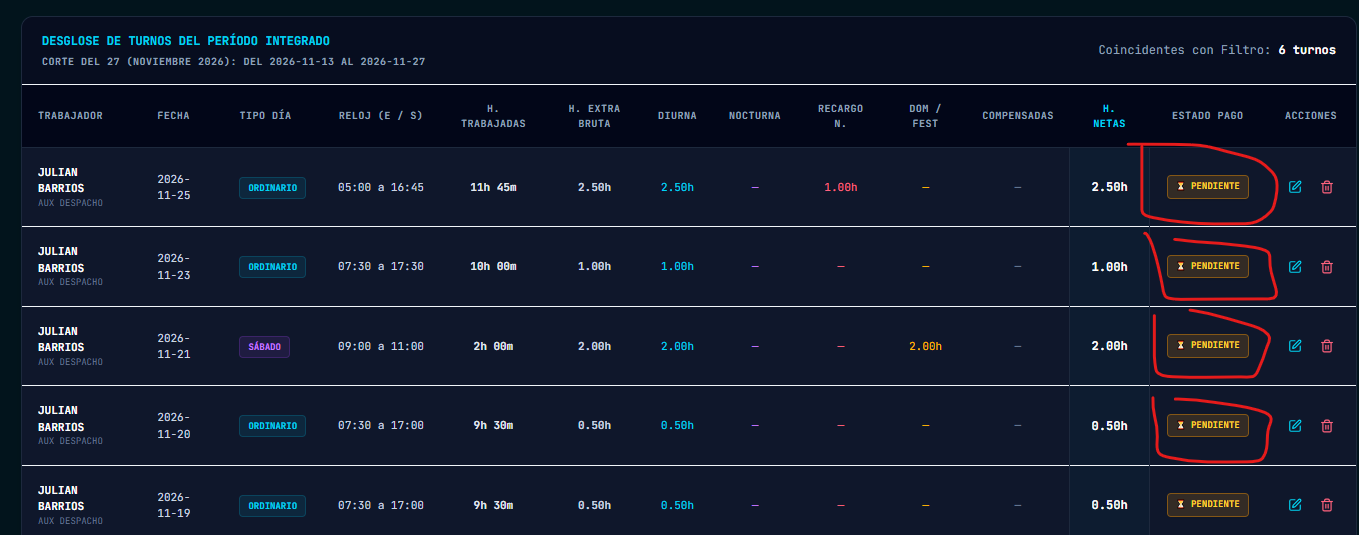 DESGLOSE DE TURNOS DEL PERÍODO INTEGRADO
CORTE DEL 27 (NOVIEMBRE 2026): DEL 2026-11-13 AL 2026-11-27
Coincidentes con Filtro: 6 turnos
TRABAJADOR FECHA TIPO DÍA RELOJ (E / S) H. TRABAJADAS H. EXTRA BRUTA DIURNA NOCTURNA RECARGO N. DOM / FEST COMPENSADAS H. NETAS ESTADO PAGO ACCIONES
JULIAN BARRIOS AUX DESPACHO 2026-11-25 ORDINARIO 05:00 a 16:45 11h 45m 2.50h 2.50h — 1.00h — — 2.50h PENDIENTE
JULIAN BARRIOS AUX DESPACHO 2026-11-23 ORDINARIO 07:30 a 17:30 10h 00m 1.00h 1.00h — — — — 1.00h PENDIENTE
JULIAN BARRIOS AUX DESPACHO 2026-11-21 SÁBADO 09:00 a 11:00 2h 00m 2.00h 2.00h — — 2.00h — 2.00h PENDIENTE
JULIAN BARRIOS AUX DESPACHO 2026-11-20 ORDINARIO 07:30 a 17:00 9h 30m 0.50h 0.50h — — — — 0.50h PENDIENTE
JULIAN BARRIOS AUX DESPACHO 2026-11-19 ORDINARIO 07:30 a 17:00 9h 30m 0.50h 0.50h — — — — 0.50h PENDIENTE